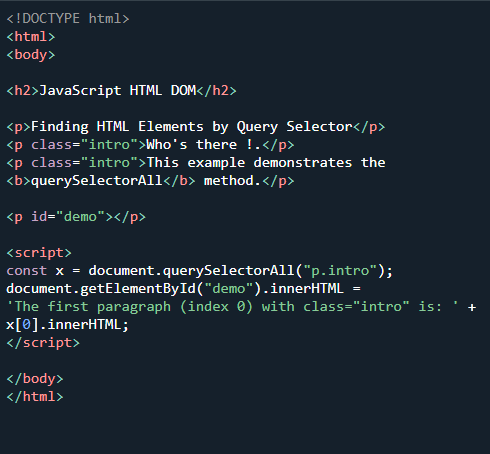 <!DOCTYPE html>
<html>
<body>
<h2>JavaScript HTML DOM</h2>
<p>Finding HTML Elements by Query Selector</p>
<p class="intro">Who's there !.</p>
<p class="intro">This example demonstrates the
<b>querySelectorAll</b> method.</p>
<p id="demo"></p>
<script>
const x = document.querySelectorAll("p.intro");
document.getElementById("demo").innerHTML =
'The first paragraph (index 0) with class="intro" is: ' +
x[0].innerHTML;
</script>
</body>
</html>